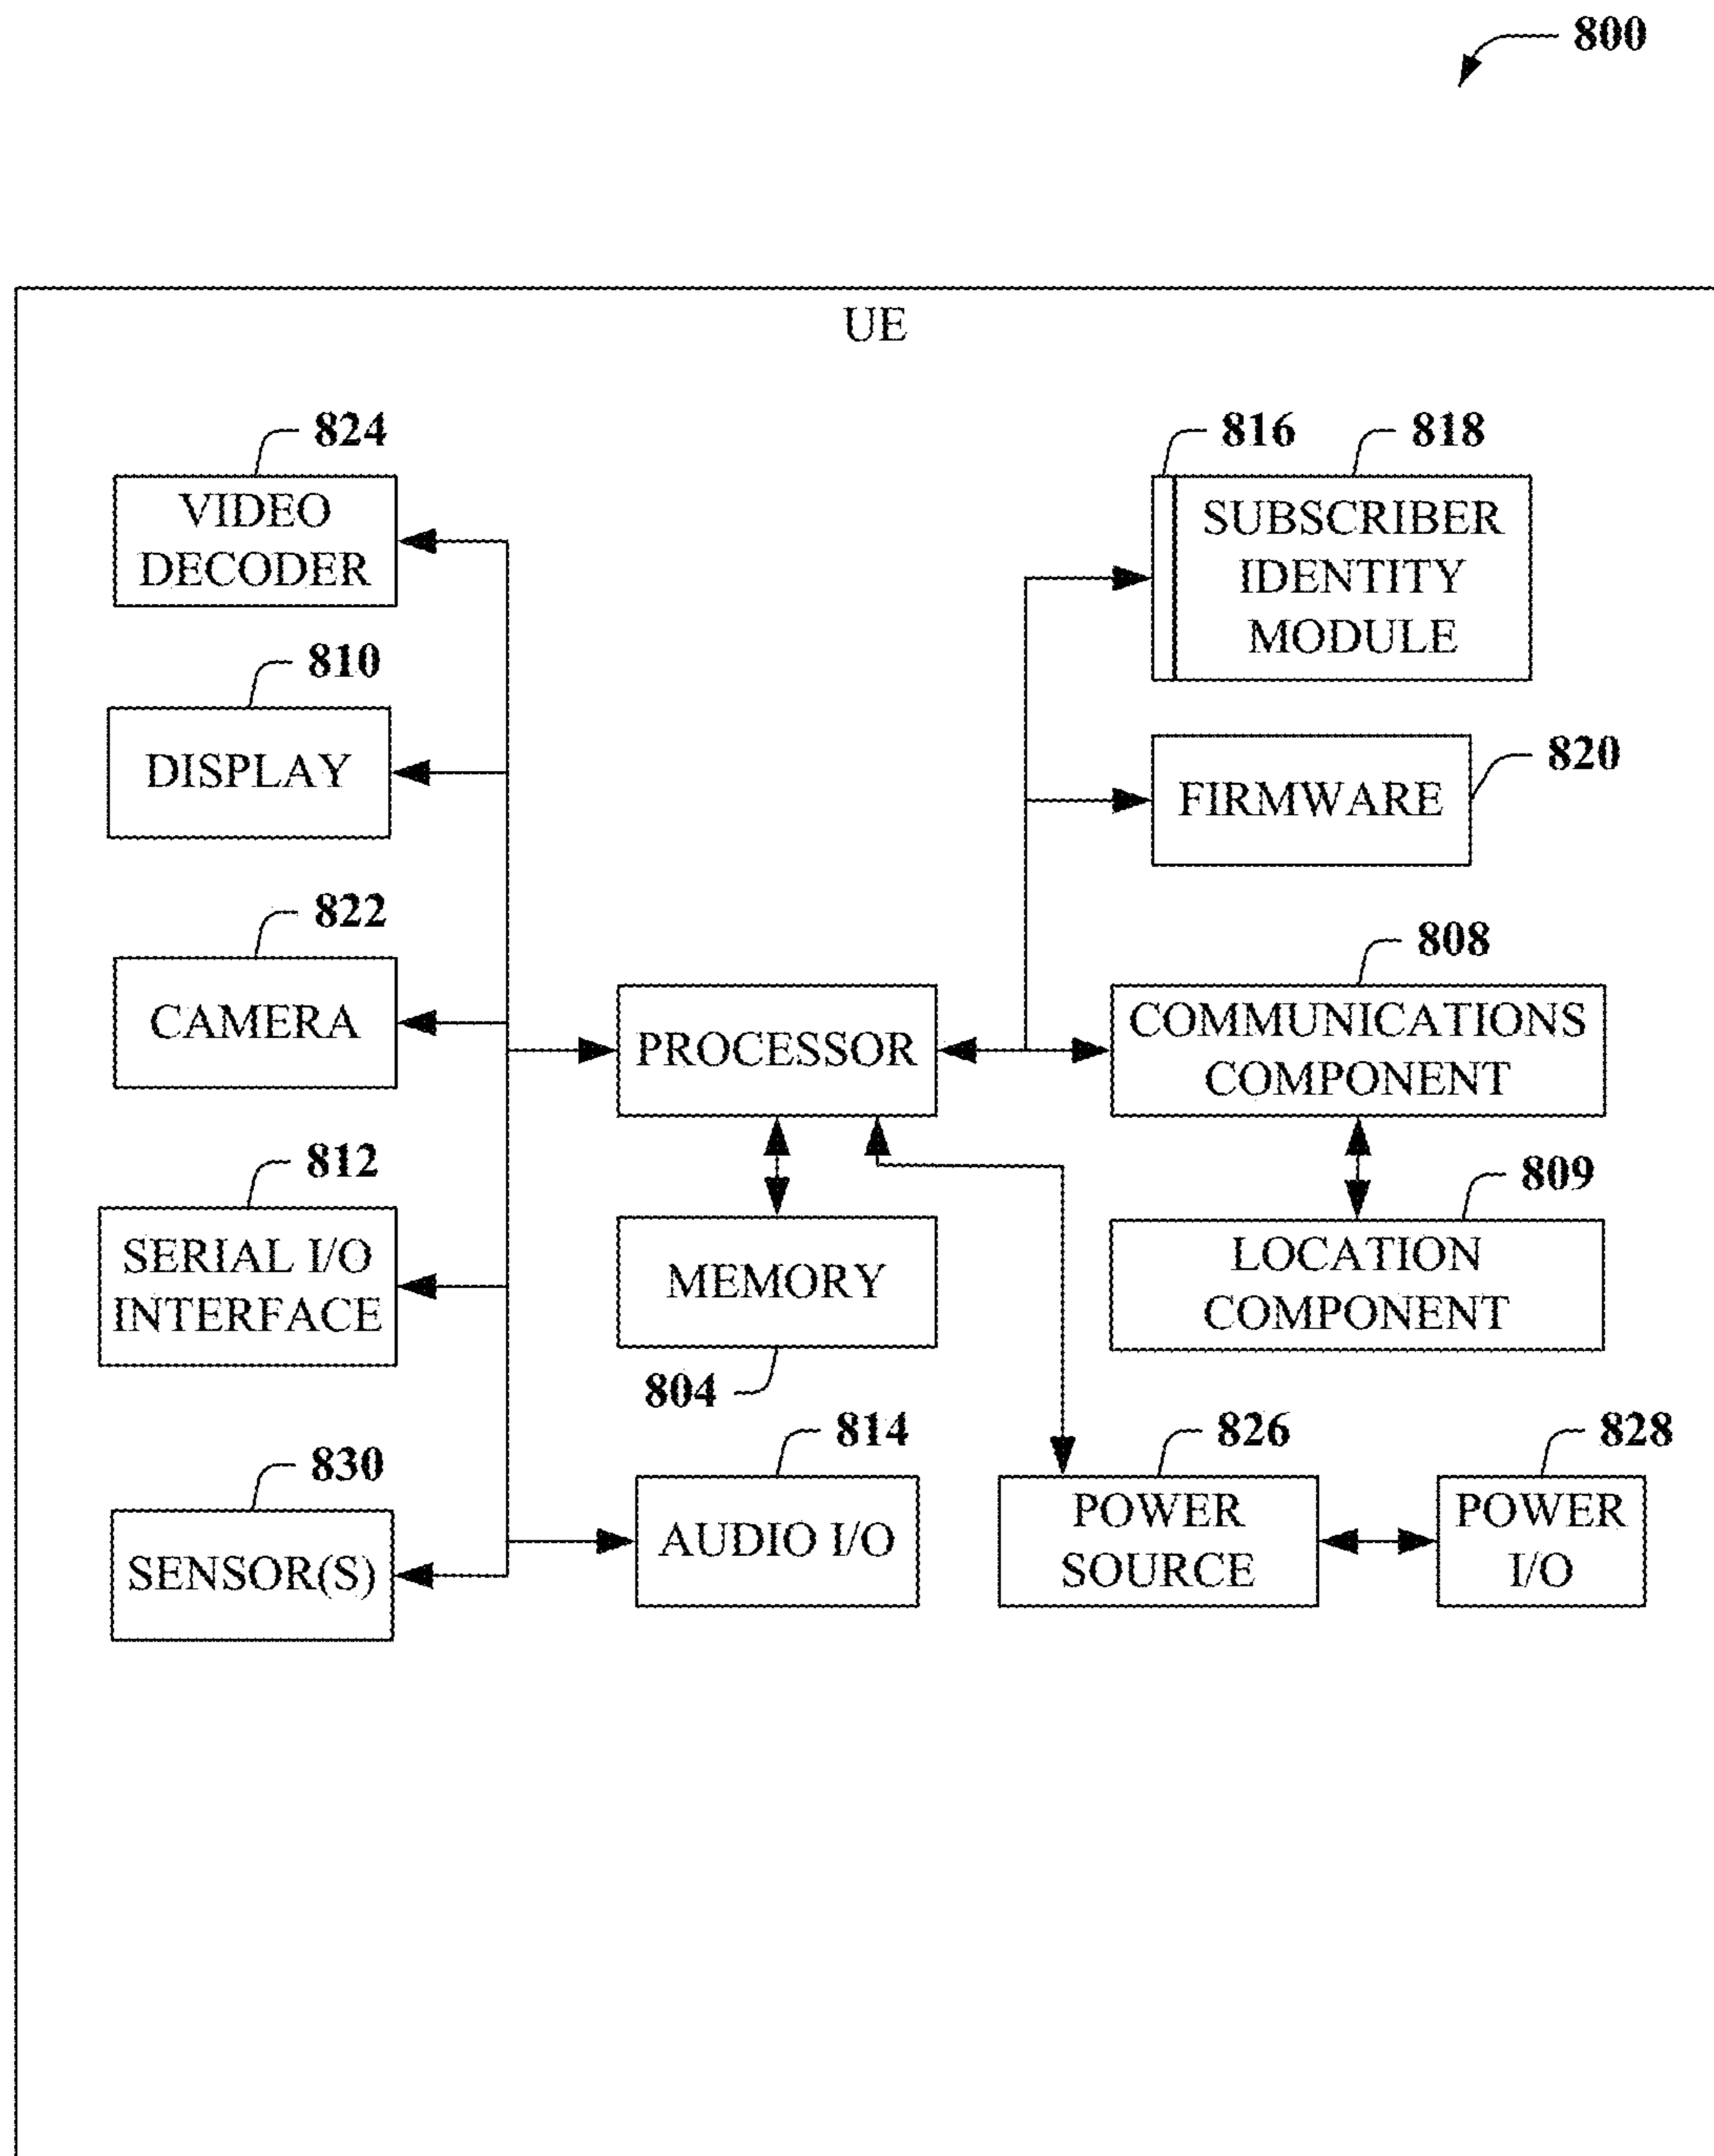 800
UE
824
VIDEO
DECODER
816
818
SUBSCRIBER
IDENTITY
MODULE
810
DISPLAY
820
FIRMWARE
822
CAMERA
PROCESSOR
808
COMMUNICATIONS
COMPONENT
812
SERIAL I/O
INTERFACE
MEMORY
804
809
LOCATION
COMPONENT
830
SENSOR(S)
814
AUDIO I/O
826
POWER
SOURCE
828
POWER
I/O